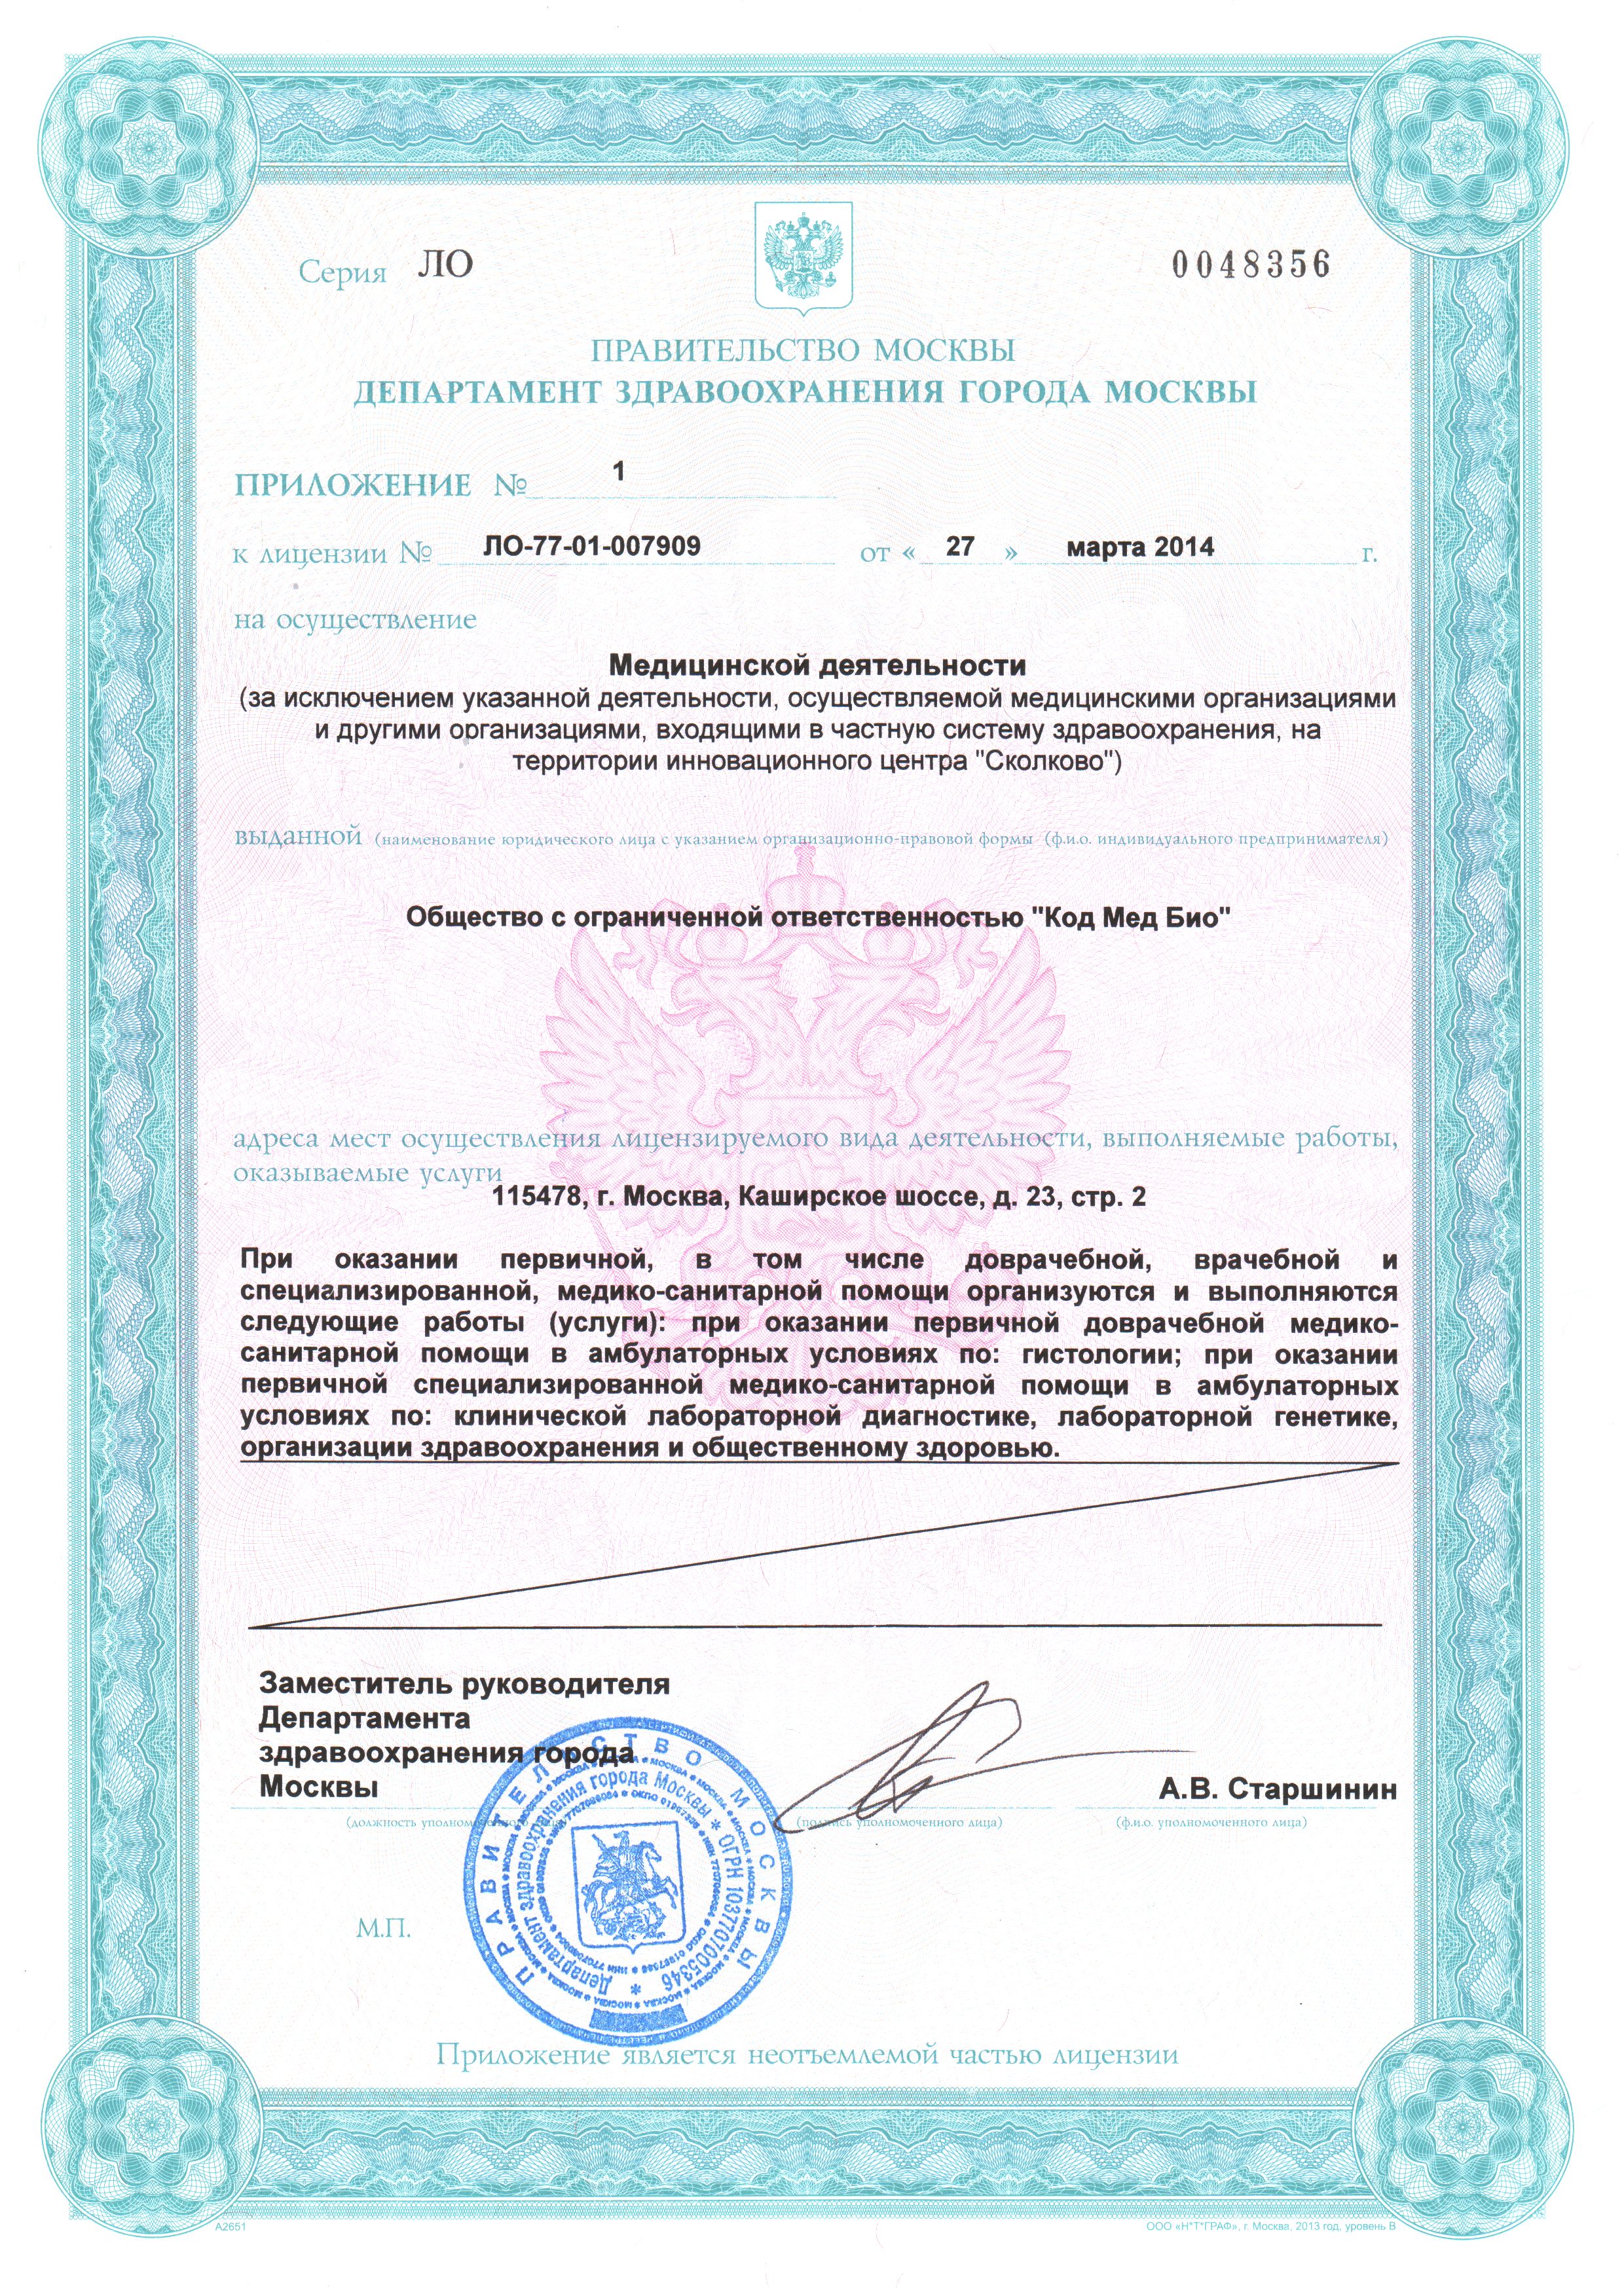 Серия ЛО 0048356
ПРАВИТЕЛЬСТВО МОСКВЫ
ДЕПАРТАМЕНТ ЗДРАВООХРАНЕНИЯ ГОРОДА МОСКВЫ
ПРИЛОЖЕНИЕ № 1
к лицензии № ЛО-77-01-007909 от « 27 » марта 2014 г.
на осуществление
Медицинской деятельности
(за исключением указанной деятельности, осуществляемой медицинскими организациями
и другими организациями, входящими в частную систему здравоохранения, на
территории инновационного центра "Сколково")
выданной (наименование юридического лица с указанием организационно-правовой формы (ф.и.о. индивидуального предпринимателя)
Общество с ограниченной ответственностью "Код Мед Био"
адреса мест осуществления лицензируемого вида деятельности, выполняемые работы,
оказываемые услуги
115478, г. Москва, Каширское шоссе, д. 23, стр. 2
При оказании первичной, в том числе доврачебной, врачебной и
специализированной, медико-санитарной помощи организуются и выполняются
следующие работы (услуги): при оказании первичной доврачебной медико-
санитарной помощи в амбулаторных условиях по: гистологии; при оказании
первичной специализированной медико-санитарной помощи в амбулаторных
условиях по: клинической лабораторной диагностике, лабораторной генетике,
организации здравоохранения и общественному здоровью.
Заместитель руководителя
Департамента
здравоохранения города
Москвы
А.В. Старшинин
(должность уполномоченного (подпись уполномоченного лица) (ф.и.о. уполномоченного лица)
ПРАВИТЕЛЬСТВО МОСКВЫ
Департамент здравоохранения города Москвы * ОГРН 1037707005346 *
М.П.
Приложение является неотъемлемой частью лицензии
А2651
ООО «Н*Т*ГРАФ», г. Москва, 2013 год, уровень В